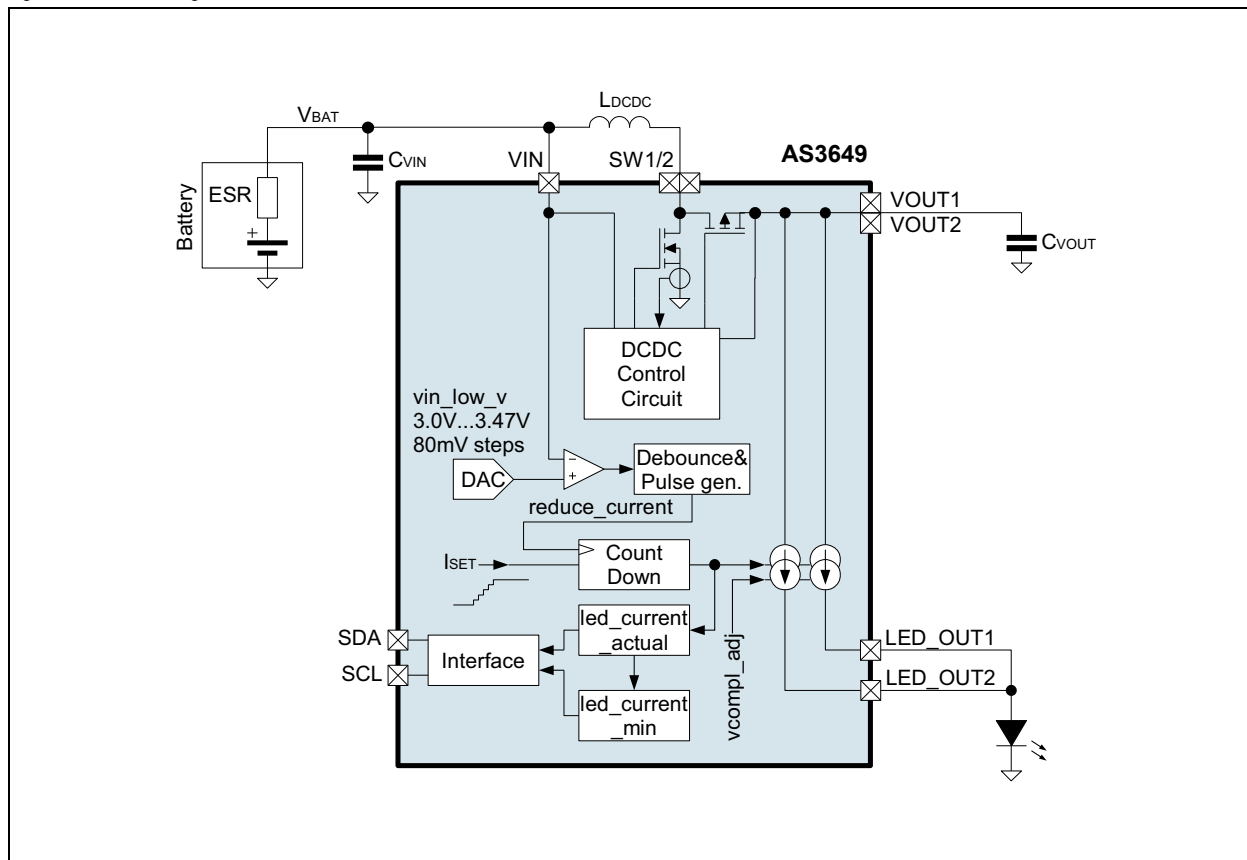 VBAT
LDCDC
CVIN
VIN
SW1/2
AS3649
Battery
ESR
+
VOUT1
VOUT2
CVOUT
DCDC
Control
Circuit
vin_low_v
3.0V...3.47V
80mV steps
DAC
−
+
Debounce&
Pulse gen.
reduce_current
ISET
Count
Down
led_current
_actual
SDA
SCL
Interface
led_current
_min
vcompl_adj
LED_OUT1
LED_OUT2